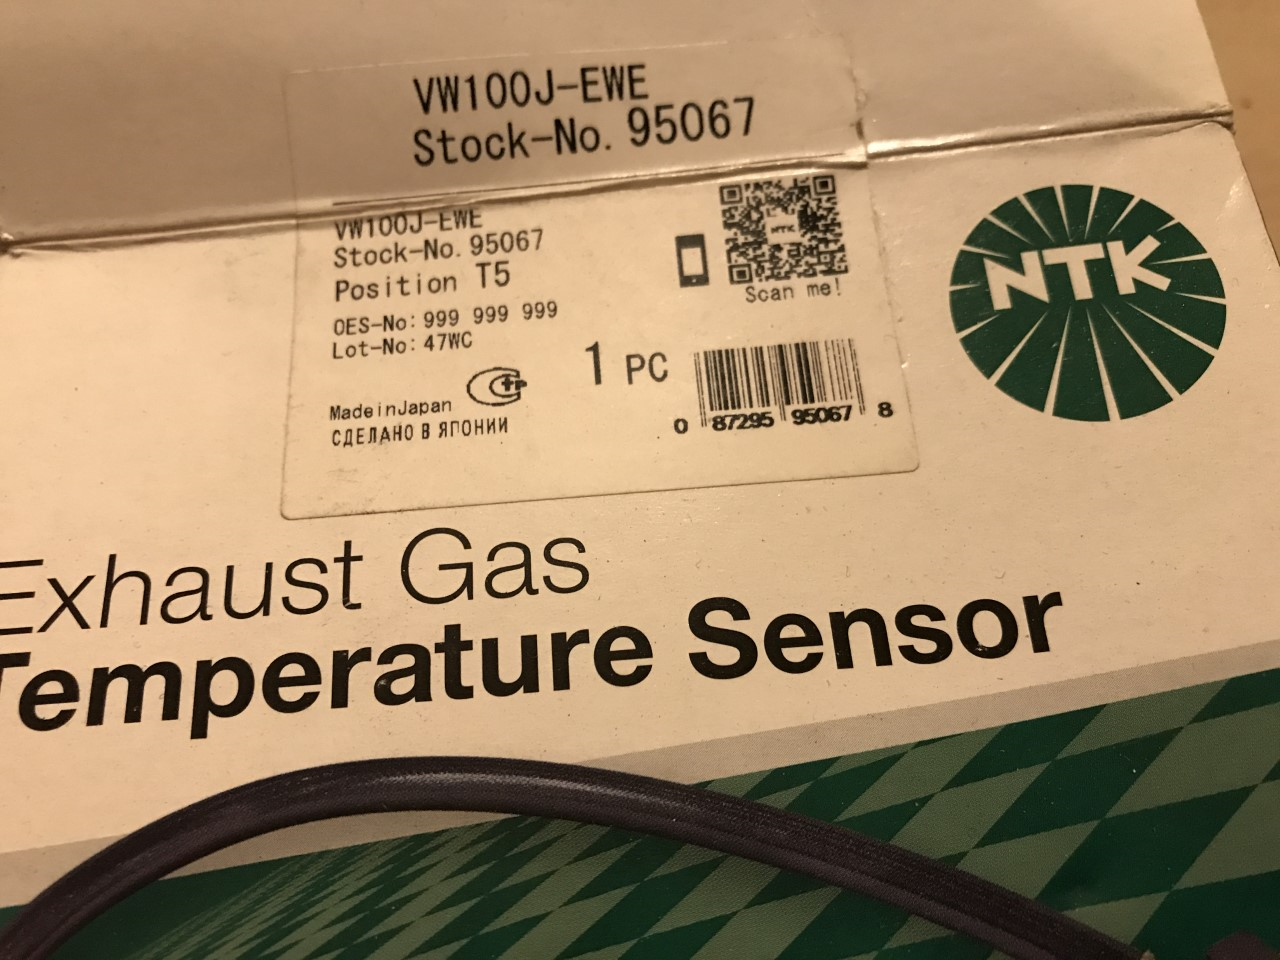 VW100J-EWE
Stock-No. 95067
VW100J-EWE
Stock-No. 95067
Position T5
OES-No: 999 999 999
Lot-No: 47WC
NTK
Scan me!
1 PC
MadeinJapan
СДЕЛАНО В ЯПОНИИ
0 87295 95067 8
NTK
Exhaust Gas
Temperature Sensor